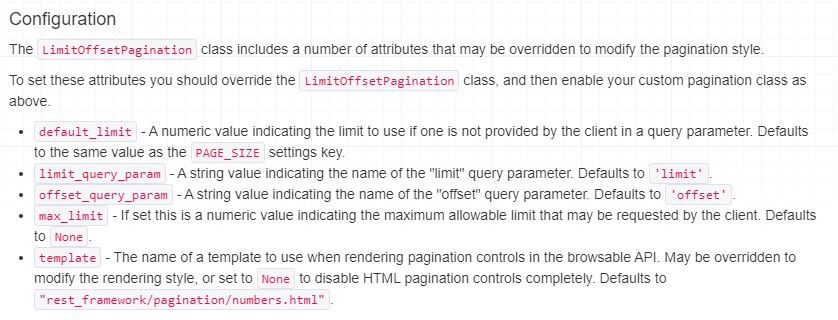 Configuration
The LimitOffsetPagination class includes a number of attributes that may be overridden to modify the pagination style.
To set these attributes you should override the LimitOffsetPagination class, and then enable your custom pagination class as
above.
• default_limit - A numeric value indicating the limit to use if one is not provided by the client in a query parameter. Defaults
to the same value as the PAGE_SIZE settings key.
• limit_query_param - A string value indicating the name of the "limit" query parameter. Defaults to 'limit'.
• offset_query_param - A string value indicating the name of the "offset" query parameter. Defaults to 'offset'.
• max_limit - If set this is a numeric value indicating the maximum allowable limit that may be requested by the client. Defaults
to None.
• template - The name of a template to use when rendering pagination controls in the browsable API. May be overridden to
modify the rendering style, or set to None to disable HTML pagination controls completely. Defaults to
"rest_framework/pagination/numbers.html".